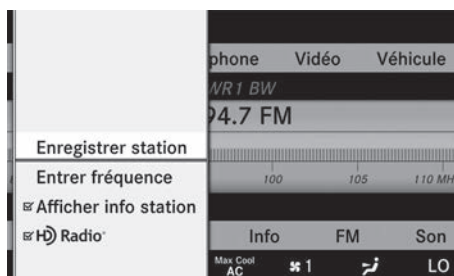 phone Vidéo Véhicule
WR1 BW
94.7 FM
Enregistrer station
100 105 110 MH
Entrer fréquence
Afficher info station
HD Radio
Info FM Son
Max Cool AC 1 LO